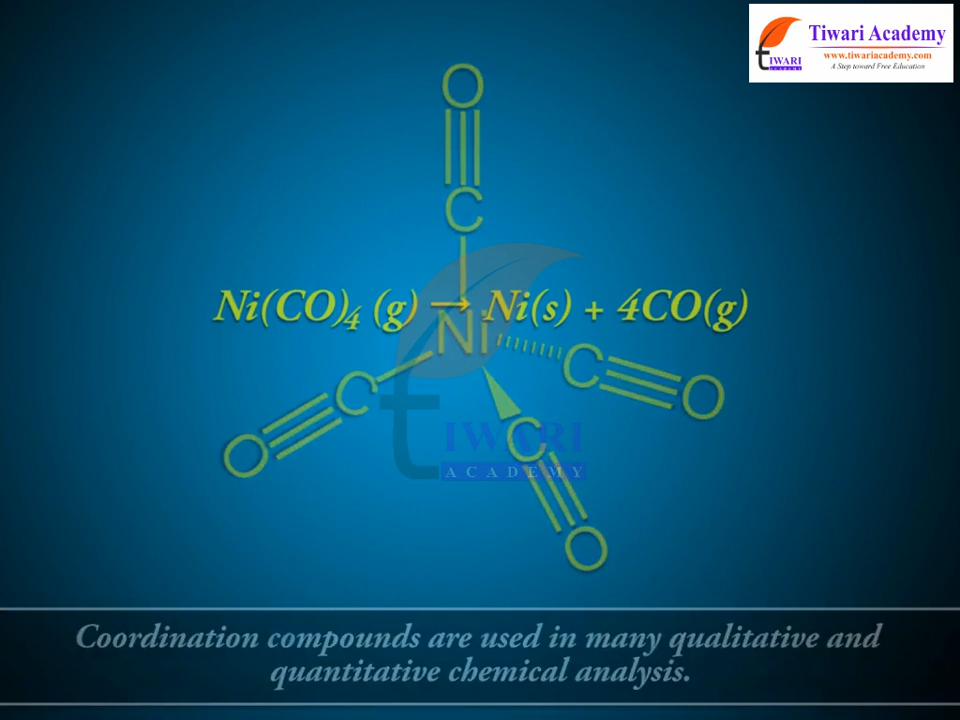 Tiwari Academy
www.tiwariacademy.com
A Step toward Free Education
tIWARI
ACADEMY
O
C
Ni(CO)₄ (g) → Ni(s) + 4CO(g)
Ni
C
C
O
O
C
O
tIWARI
ACADEMY
Coordination compounds are used in many qualitative and
quantitative chemical analysis.